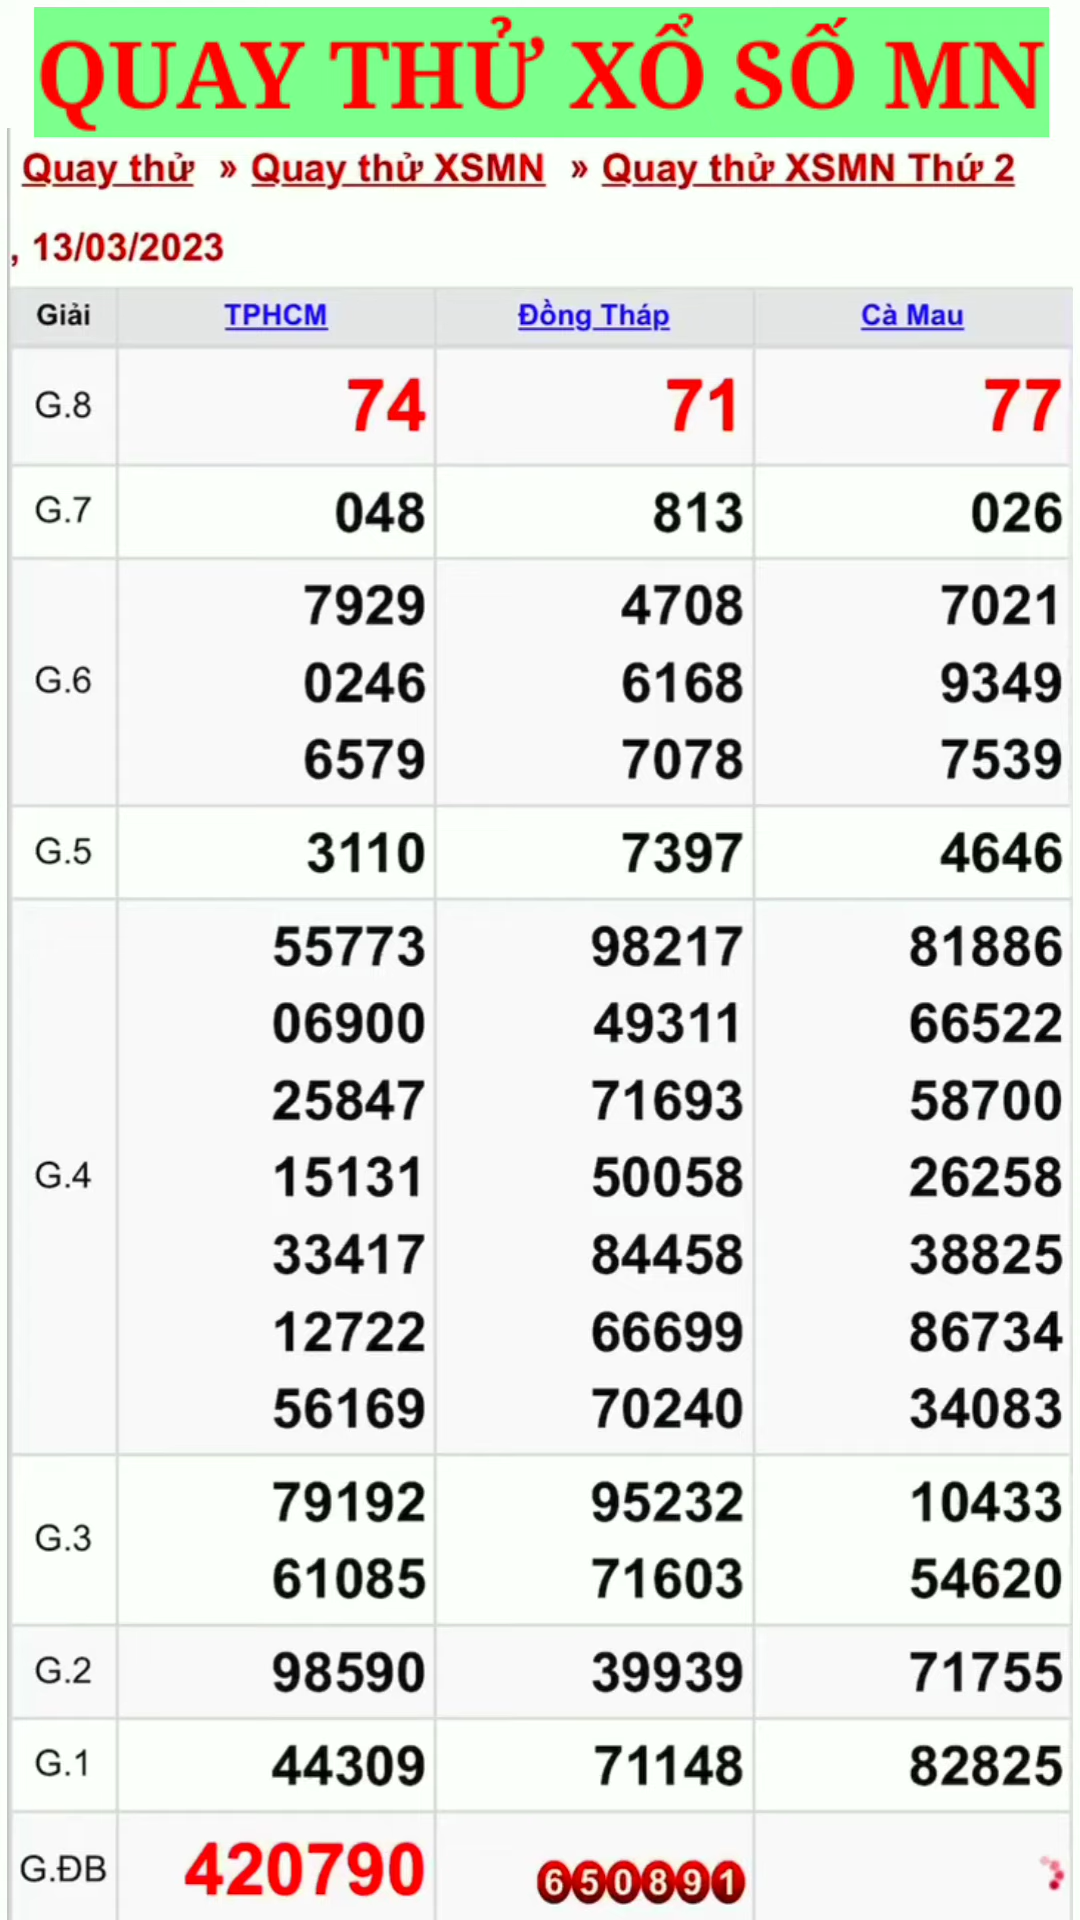 QUAY THỬ XỔ SỐ MN
Quay thử » Quay thử XSMN » Quay thử XSMN Thứ 2
, 13/03/2023
Giải TPHCM Đồng Tháp Cà Mau
G.8 74 71 77
G.7 048 813 026
7929 4708 7021
G.6 0246 6168 9349
6579 7078 7539
G.5 3110 7397 4646
55773 98217 81886
06900 49311 66522
25847 71693 58700
G.4 15131 50058 26258
33417 84458 38825
12722 66699 86734
56169 70240 34083
G.3 79192 95232 10433
61085 71603 54620
G.2 98590 39939 71755
G.1 44309 71148 82825
G.ĐB 420790 650891